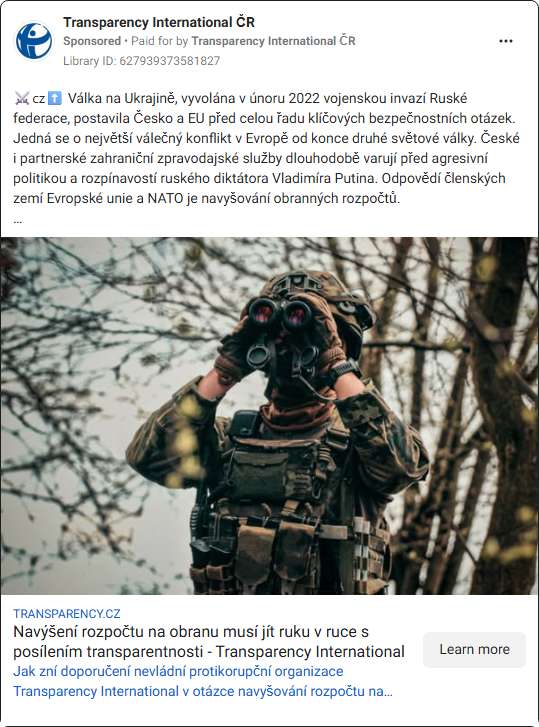 Transparency International ČR
Sponsored • Paid for by Transparency International ČR
Library ID: 627939373581827
⚔️cz⬆️ Válka na Ukrajině, vyvolána v únoru 2022 vojenskou invazí Ruské
federace, postavila Česko a EU před celou řadu klíčových bezpečnostních otázek.
Jedná se o největší válečný konflikt v Evropě od konce druhé světové války. České
i partnerské zahraniční zpravodajské služby dlouhodobě varují před agresivní
politikou a rozpínavostí ruského diktátora Vladimíra Putina. Odpovědí členských
zemí Evropské unie a NATO je navyšování obranných rozpočtů.
...
TRANSPARENCY.CZ
Navýšení rozpočtu na obranu musí jít ruku v ruce s
posílením transparentnosti - Transparency International
Learn more
Jak zní doporučení nevládní protikorupční organizace
Transparency International v otázce navyšování rozpočtu na...